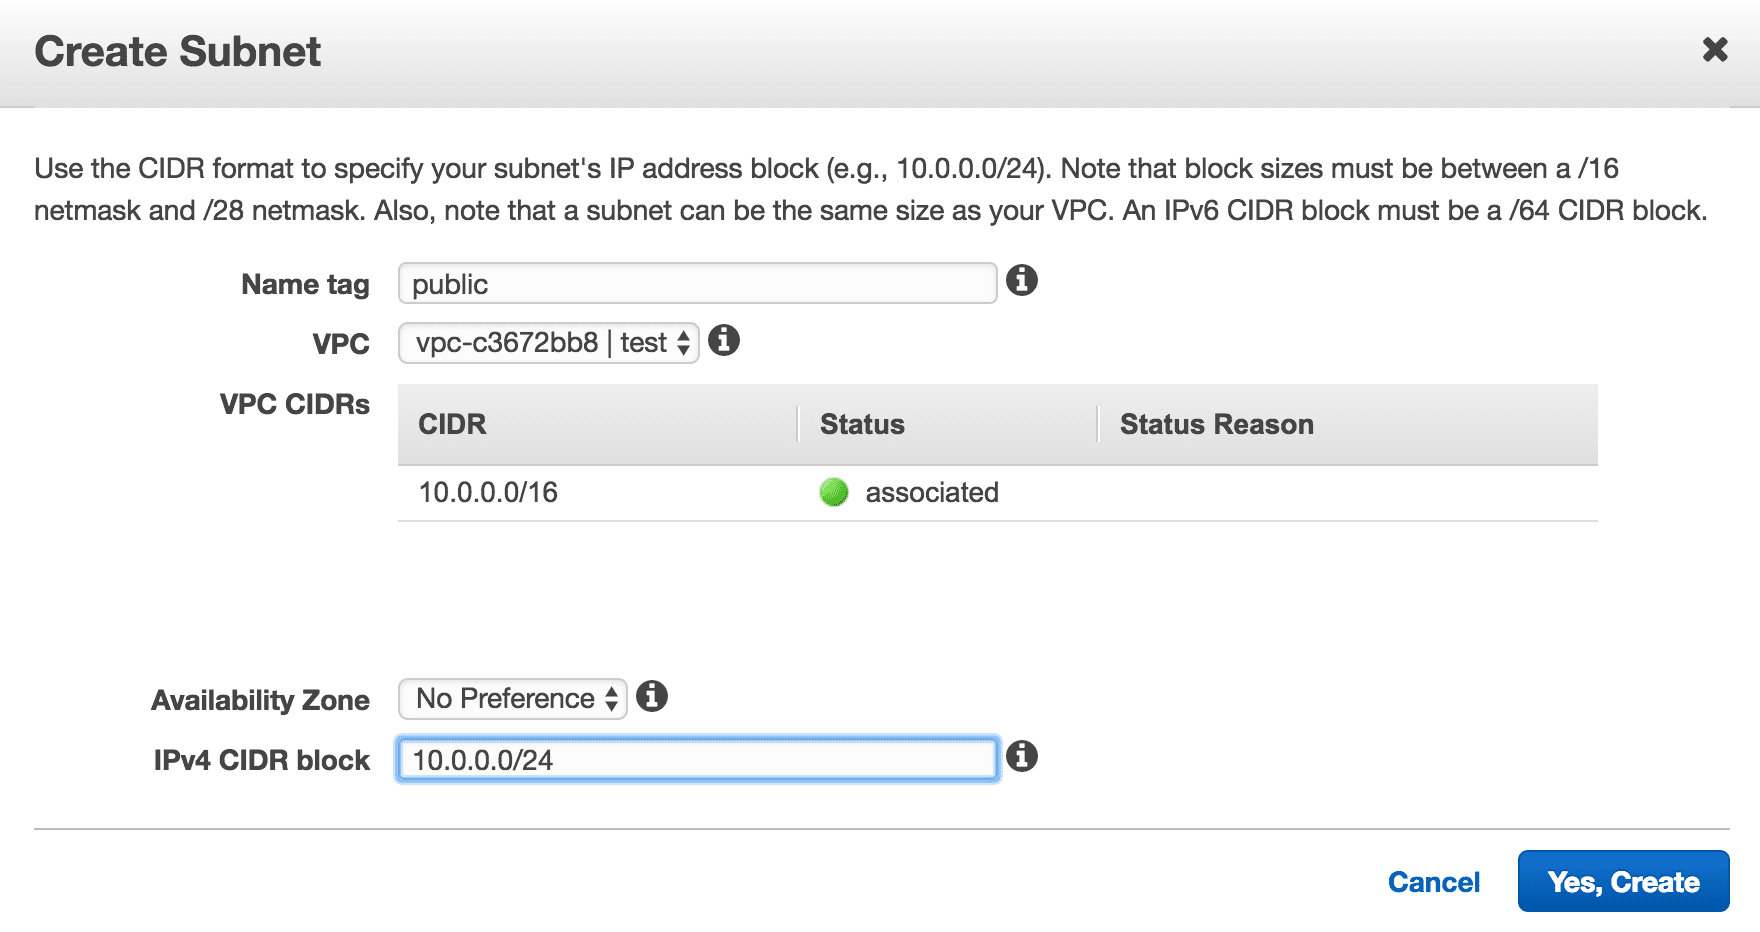 Create Subnet
Use the CIDR format to specify your subnet's IP address block (e.g., 10.0.0.0/24). Note that block sizes must be between a /16
netmask and /28 netmask. Also, note that a subnet can be the same size as your VPC. An IPv6 CIDR block must be a /64 CIDR block.
Name tag public
VPC vpc-c3672bb8 | test
VPC CIDRs CIDR Status Status Reason
10.0.0.0/16 associated
Availability Zone No Preference
IPv4 CIDR block 10.0.0.0/24
Cancel Yes, Create